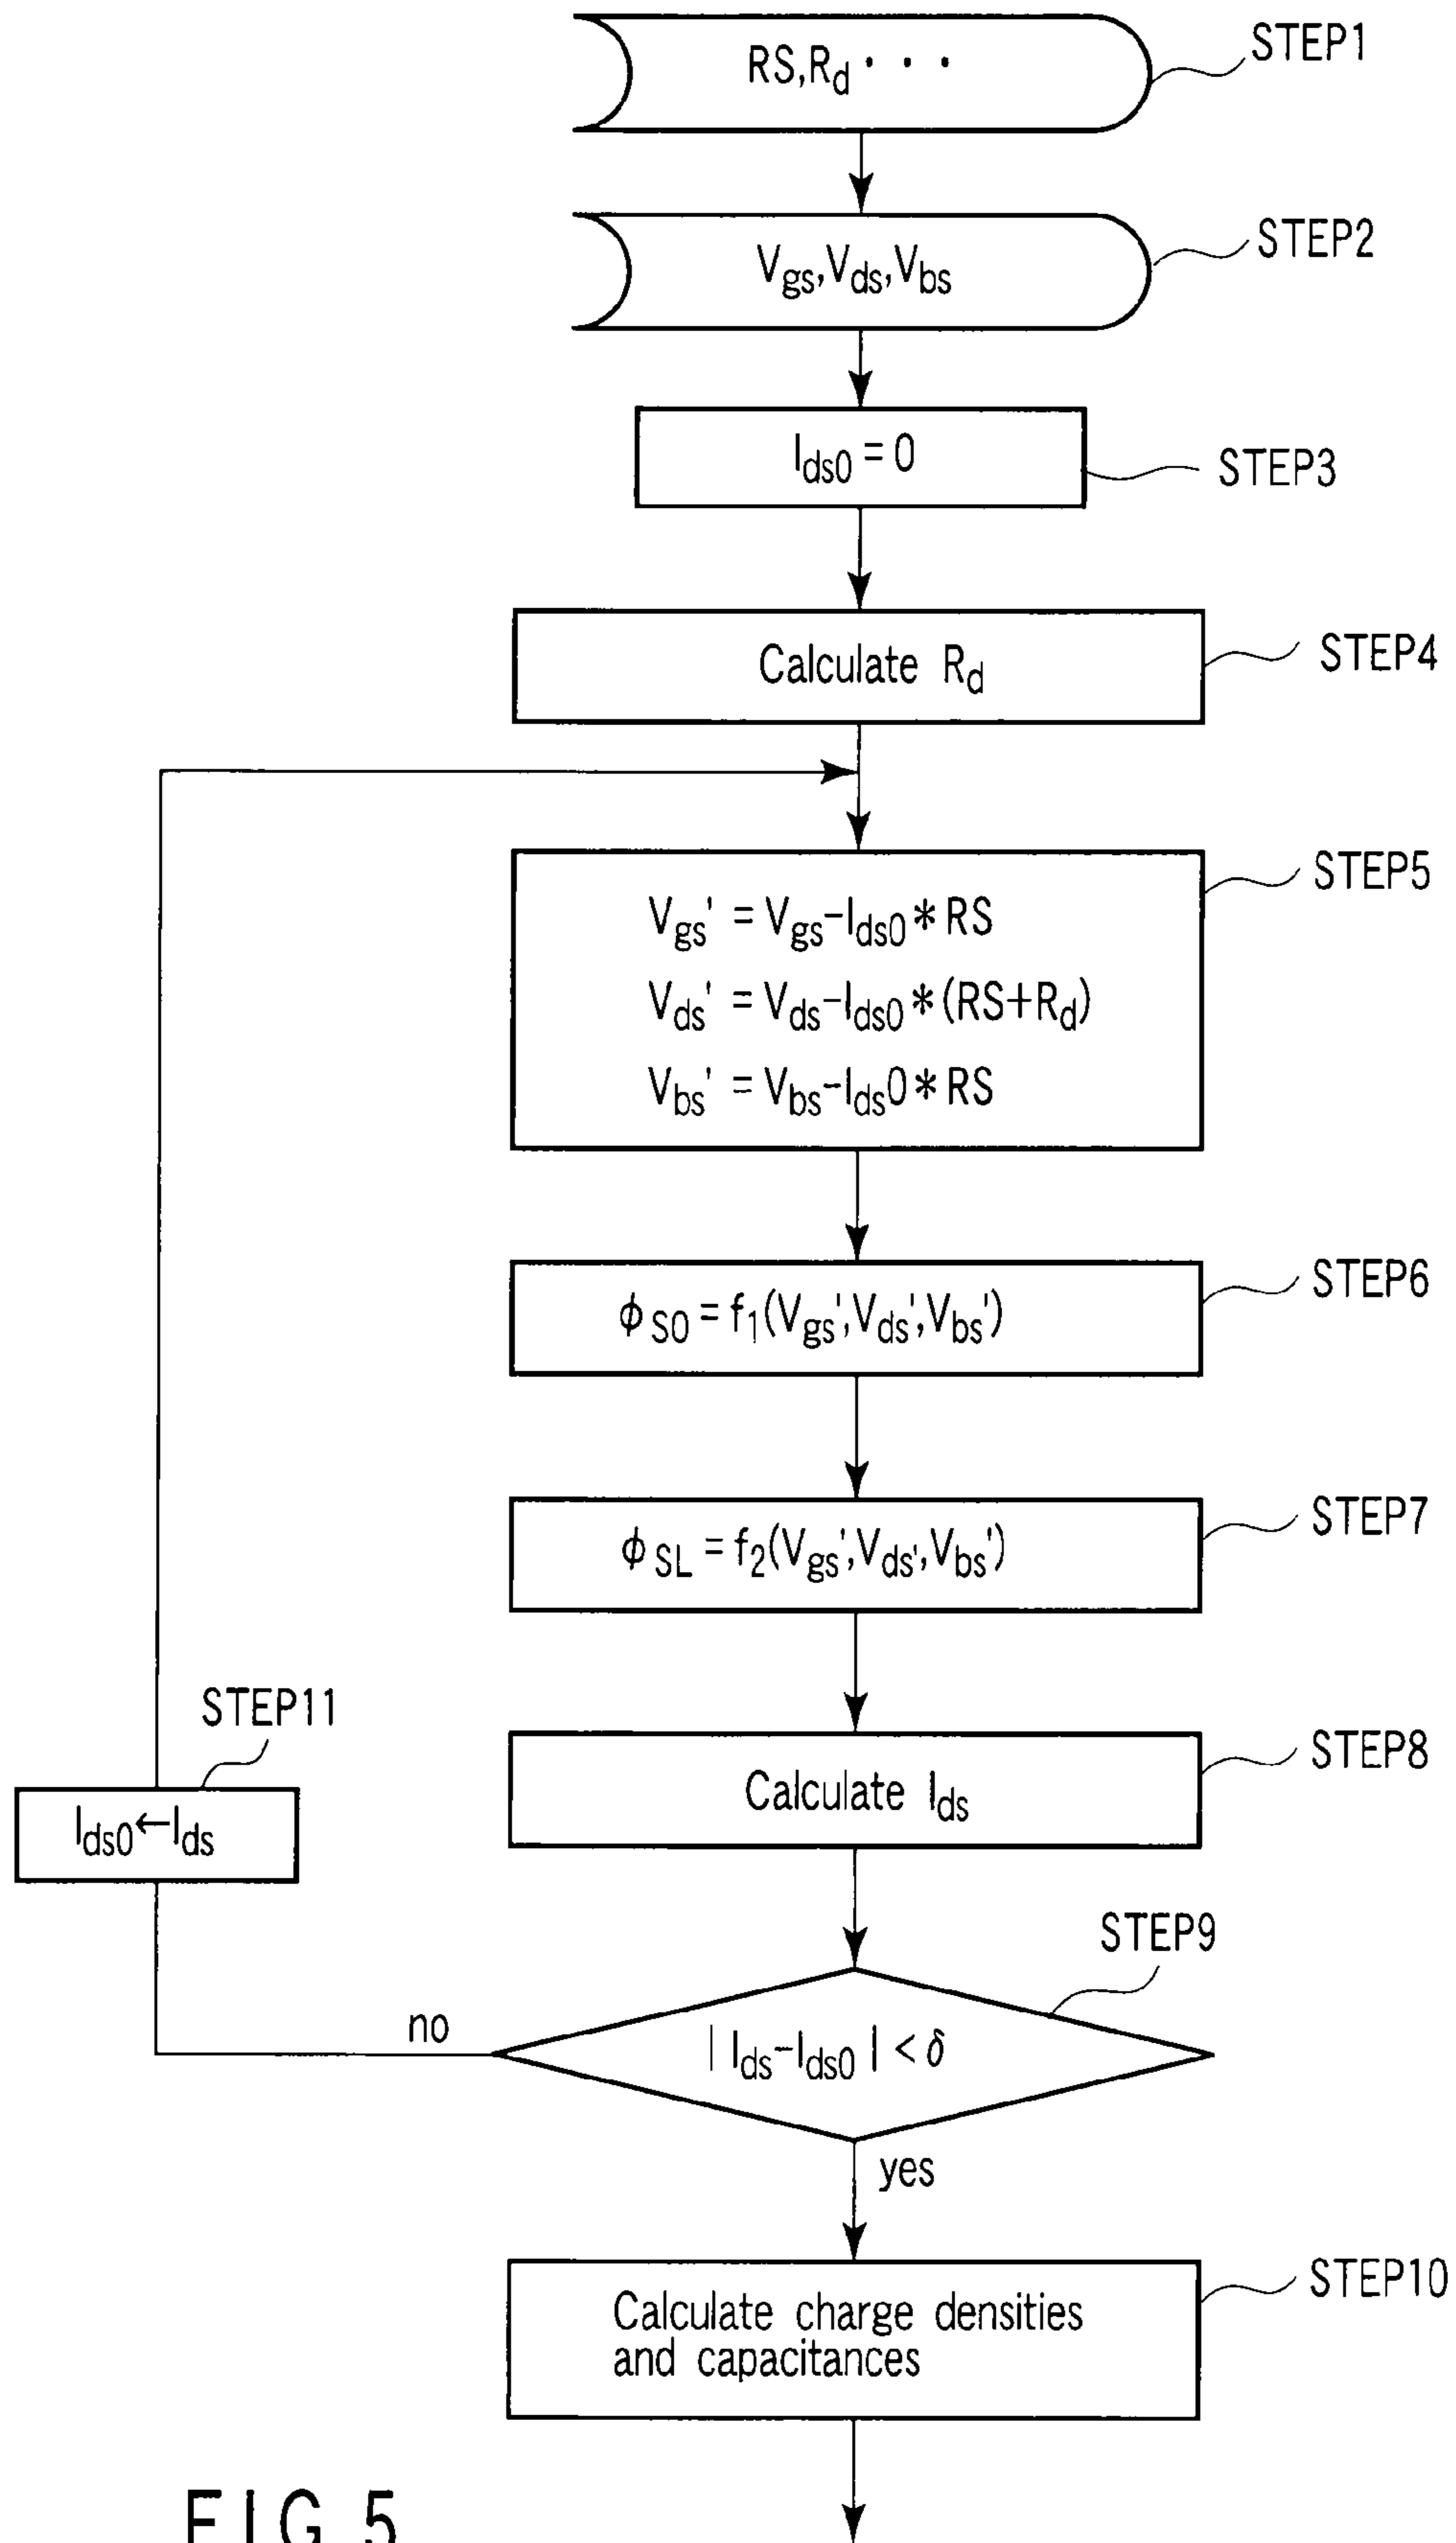 RS,Rd · · ·
STEP1
Vgs,Vds,Vbs
STEP2
Ids0 = 0
STEP3
Calculate Rd
STEP4
STEP5
Vgs' = Vgs-Ids0 * RS
Vds' = Vds-Ids0 * (RS+Rd)
Vbs' = Vbs-Ids0 * RS
STEP6
ϕS0 = f1(Vgs',Vds',Vbs')
STEP7
ϕSL = f2(Vgs',Vds',Vbs')
STEP11
STEP8
Calculate Ids
Ids0←Ids
STEP9
no
| Ids-Ids0 | < δ
yes
STEP10
Calculate charge densities
and capacitances
FIG. 5